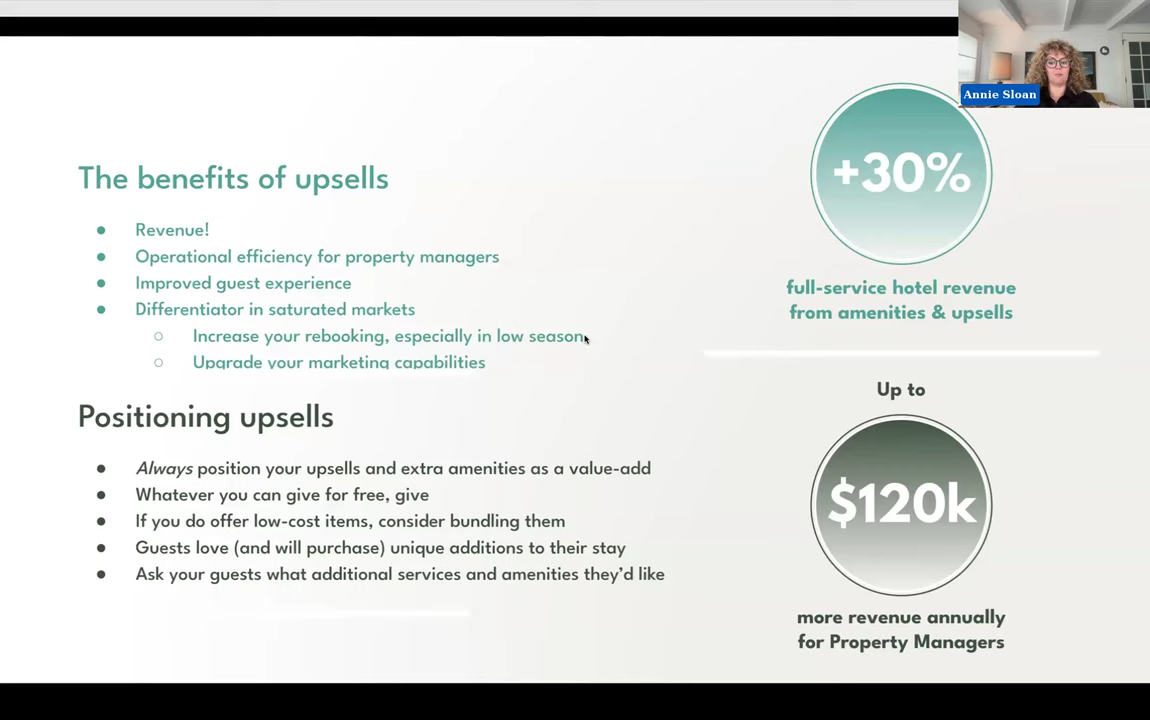 Annie Sloan
The benefits of upsells
Revenue!
Operational efficiency for property managers
Improved guest experience
Differentiator in saturated markets
Increase your rebooking, especially in low season
Upgrade your marketing capabilities
Positioning upsells
Always position your upsells and extra amenities as a value-add
Whatever you can give for free, give
If you do offer low-cost items, consider bundling them
Guests love (and will purchase) unique additions to their stay
Ask your guests what additional services and amenities they’d like
+30%
full-service hotel revenue
from amenities & upsells
Up to
$120k
more revenue annually
for Property Managers